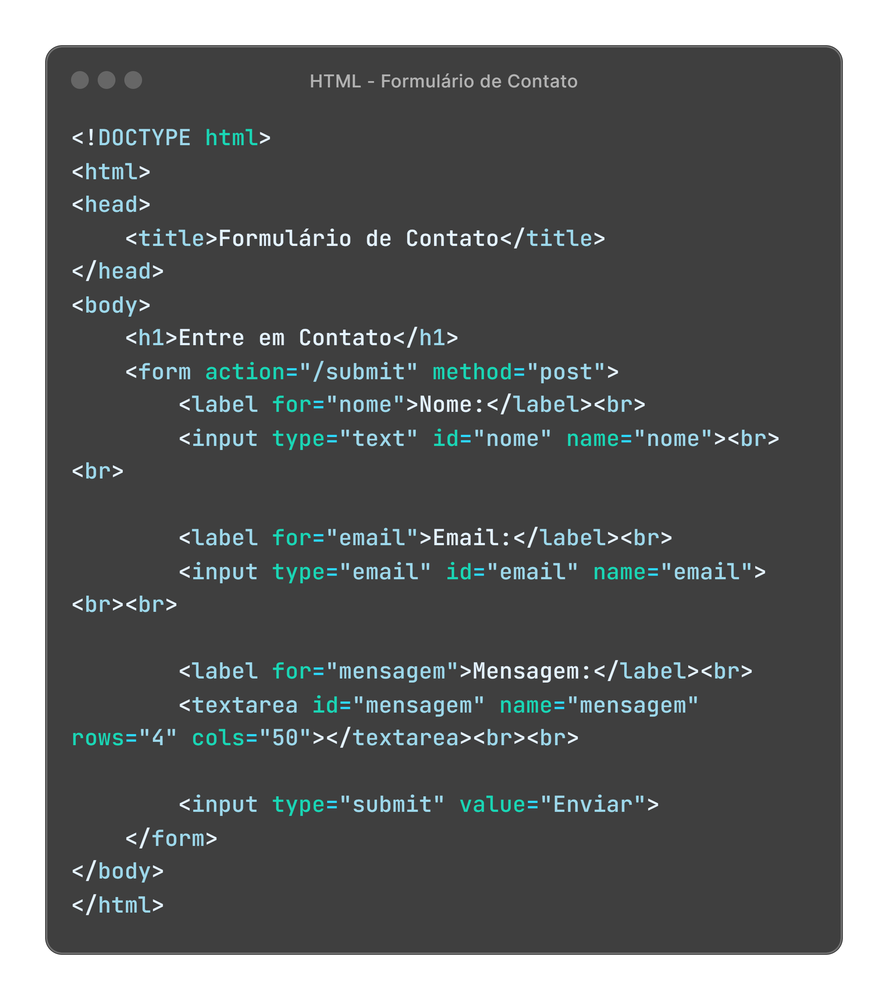 HTML - Formulário de Contato
<!DOCTYPE html>
<html>
<head>
    <title>Formulário de Contato</title>
</head>
<body>
    <h1>Entre em Contato</h1>
    <form action="/submit" method="post">
        <label for="nome">Nome:</label><br>
        <input type="text" id="nome" name="nome"><br>
<br>
        <label for="email">Email:</label><br>
        <input type="email" id="email" name="email">
<br><br>
        <label for="mensagem">Mensagem:</label><br>
        <textarea id="mensagem" name="mensagem"
rows="4" cols="50"></textarea><br><br>
        <input type="submit" value="Enviar">
    </form>
</body>
</html>